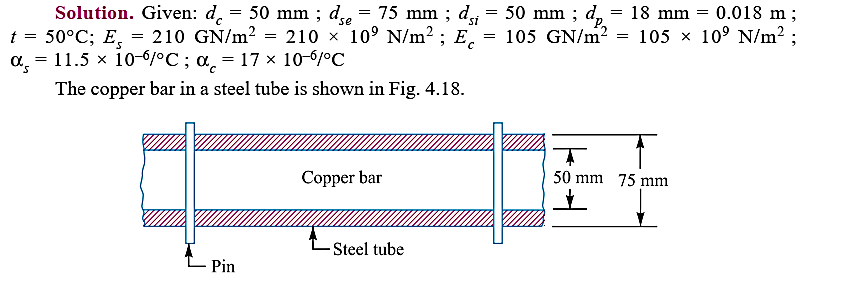 Solution. Given: d_c = 50 mm ; d_se = 75 mm ; d_si = 50 mm ; d_p = 18 mm = 0.018 m ;
t = 50°C; E_s = 210 GN/m² = 210 × 10⁹ N/m² ; E_c = 105 GN/m² = 105 × 10⁹ N/m² ;
α_s = 11.5 × 10⁻⁶/°C ; α_c = 17 × 10⁻⁶/°C
The copper bar in a steel tube is shown in Fig. 4.18.
Copper bar
50 mm 75 mm
Steel tube
Pin